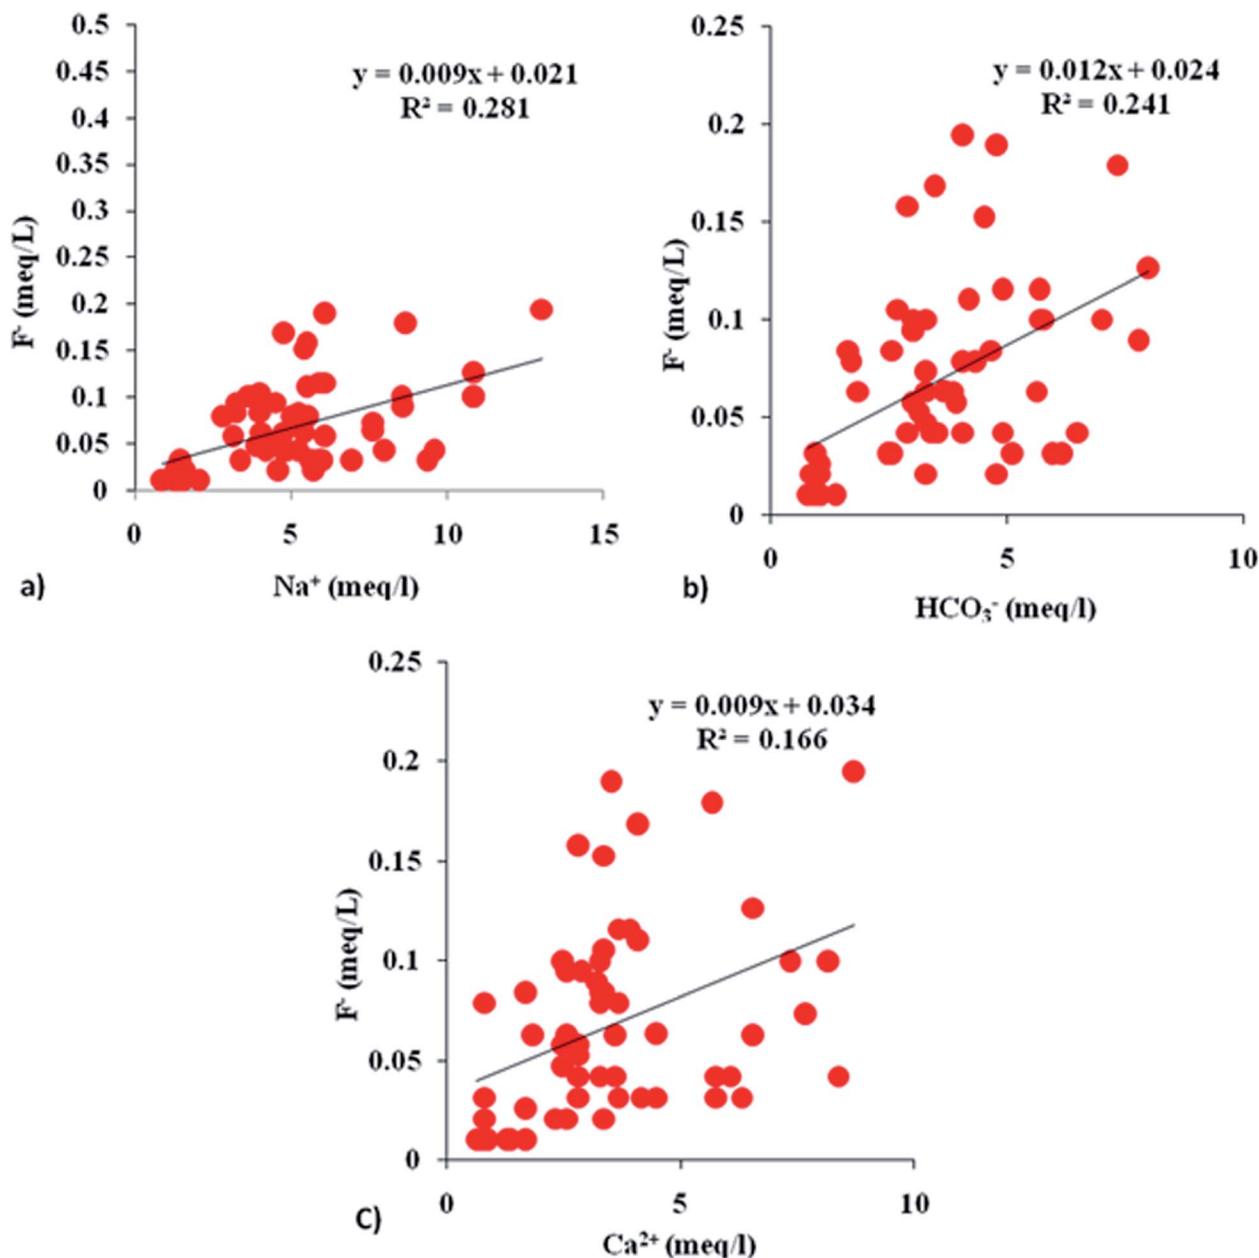 0.5
0.45
0.4
0.35
0.3
0.25
0.2
0.15
0.1
0.05
0
F⁻ (meq/L)
y = 0.009x + 0.021
R² = 0.281
0 5 10 15
Na⁺ (meq/l)
a)
0.25
0.2
0.15
0.1
0.05
0
F⁻ (meq/L)
y = 0.012x + 0.024
R² = 0.241
0 5 10
HCO₃⁻ (meq/l)
b)
0.25
0.2
0.15
0.1
0.05
0
F⁻ (meq/L)
y = 0.009x + 0.034
R² = 0.166
0 5 10
Ca²⁺ (meq/l)
c)